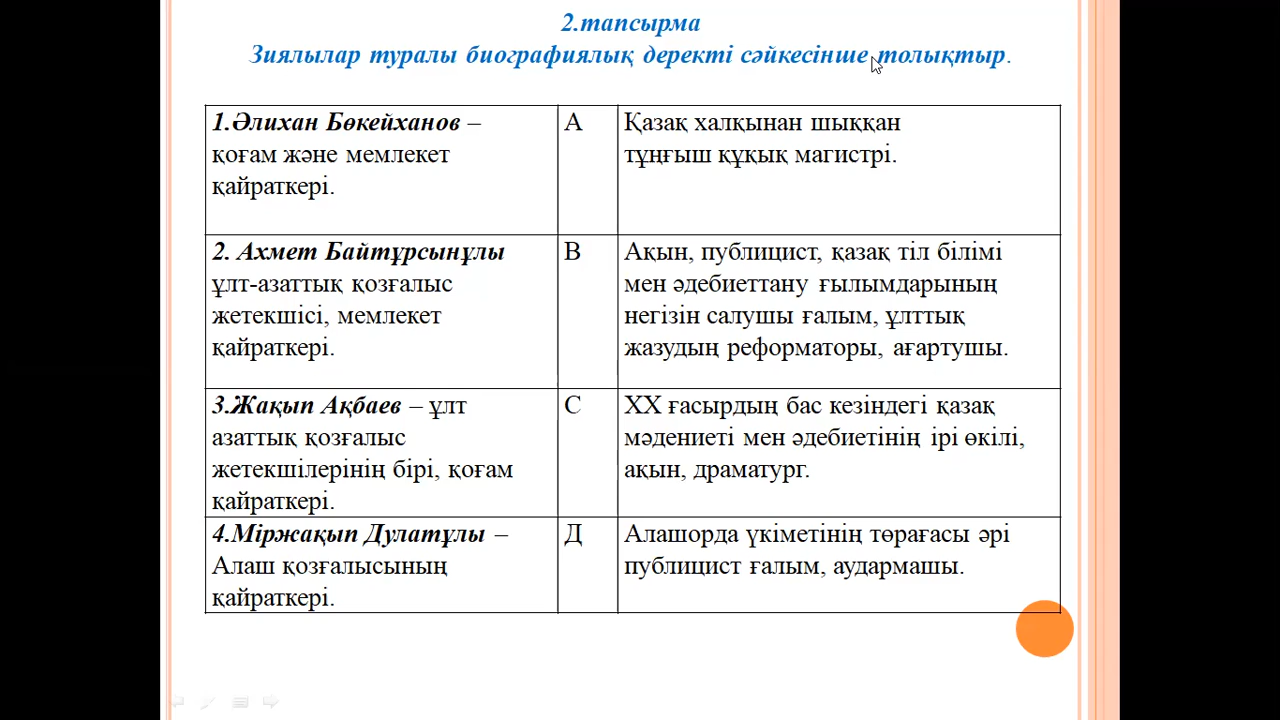 2.тапсырма
Зиялылар туралы биографиялық деректі сәйкесінше толықтыр.
1.Әлихан Бөкейханов –
қоғам және мемлекет
қайраткері.
А
Қазақ халқынан шыққан
тұңғыш құқық магистрі.
2. Ахмет Байтұрсынұлы
ұлт-азаттық қозғалыс
жетекшісі, мемлекет
қайраткері.
В
Ақын, публицист, қазақ тіл білімі
мен әдебиеттану ғылымдарының
негізін салушы ғалым, ұлттық
жазудың реформаторы, ағартушы.
3.Жақып Ақбаев – ұлт
азаттық қозғалыс
жетекшілерінің бірі, қоғам
қайраткері.
С
ХХ ғасырдың бас кезіндегі қазақ
мәдениеті мен әдебиетінің ірі өкілі,
ақын, драматург.
4.Міржақып Дулатұлы –
Алаш қозғалысының
қайраткері.
Д
Алашорда үкіметінің төрағасы әрі
публицист ғалым, аудармашы.